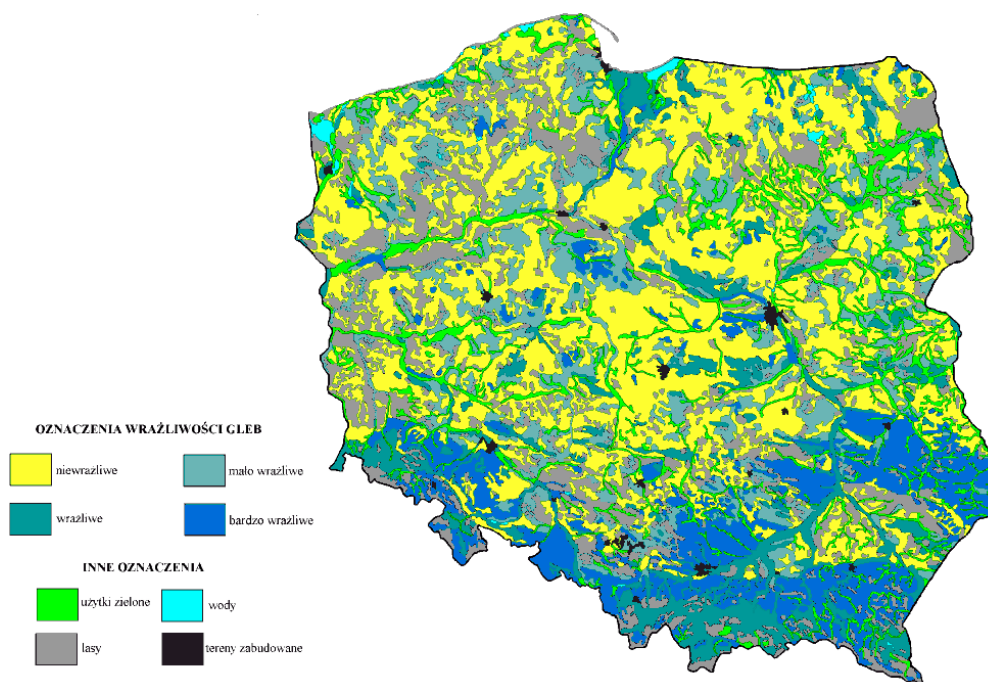 OZNACZENIA WRAŻLIWOŚCI GLEB
niewrażliwe
mało wrażliwe
wrażliwe
bardzo wrażliwe
INNE OZNACZENIA
użytki zielone
wody
lasy
tereny zabudowane